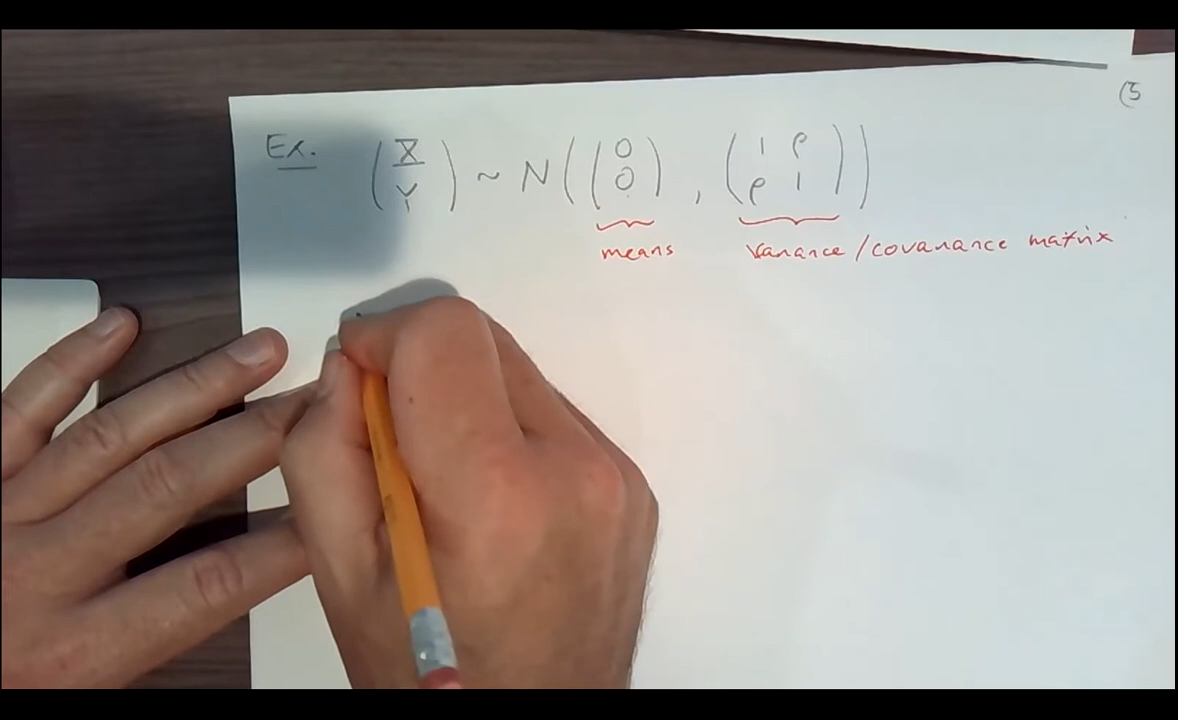 (5
Ex. (X Y) ~ N((0 0), (1 ρ ρ 1))
means variance/covariance matrix